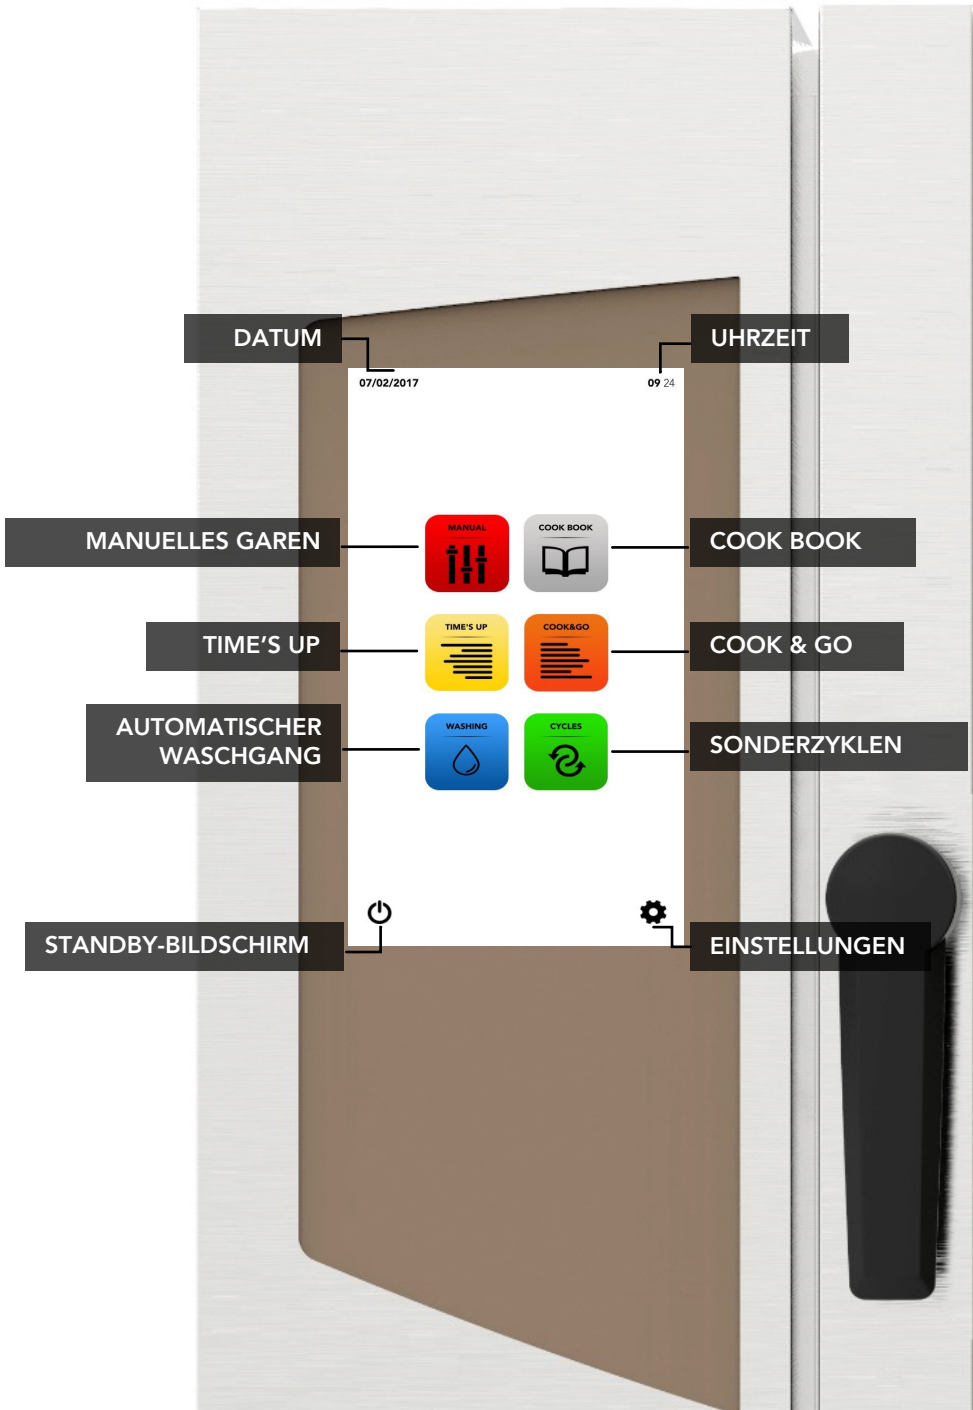 DATUM
UHRZEIT
07/02/2017
09 24
MANUELLES GAREN
MANUAL
COOK BOOK
COOK BOOK
TIME'S UP
TIME'S UP
COOK&GO
COOK & GO
AUTOMATISCHER
WASCHGANG
WASHING
CYCLES
SONDERZYKLEN
STANDBY-BILDSCHIRM
EINSTELLUNGEN